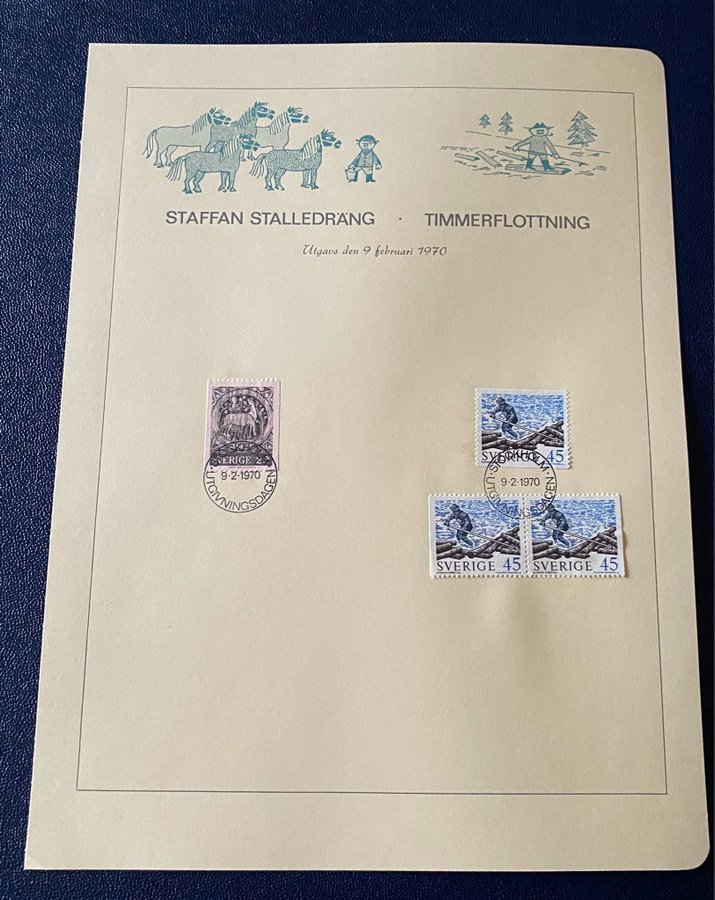 STAFFAN STALLEDRÄNG · TIMMERFLOTTNING
Utgavs den 9 februari 1970
SVERIGE
STOCKHOLM
9-2-1970
UTGIVNINGSDAGEN
SVERIGE 45
STOCKHOLM
9-2-1970
UTGIVNINGSDAGEN
SVERIGE 45
SVERIGE 45